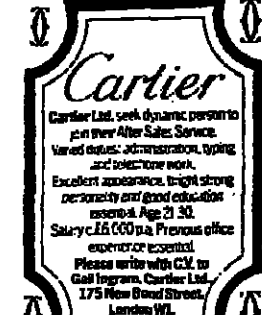 Cartier
Cartier Ltd. seek dynamic person to
join their After Sales Service.
Varied duties: administration, typing
and telephone work.
Excellent appearance, bright strong
personality and good education
essential. Age 21 30.
Salary c.£6,000 p.a. Previous office
experience essential.
Please write with C.V. to
Gail Ingram, Cartier Ltd.,
175 New Bond Street,
London W1.